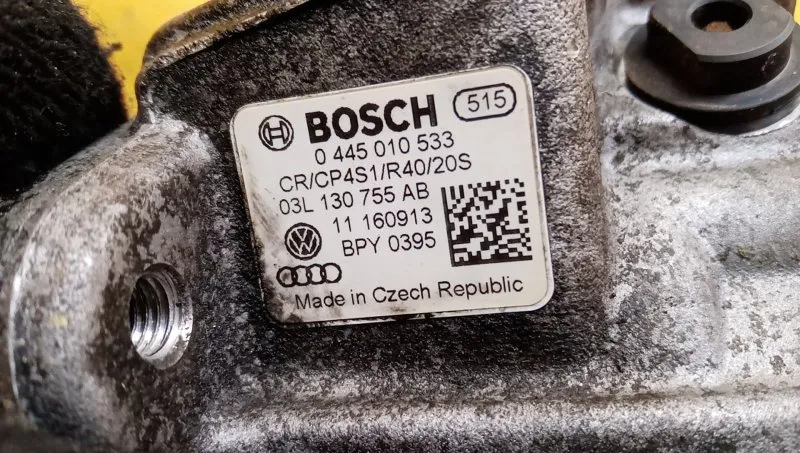 BOSCH 515
0 445 010 533
CR/CP4S1/R40/20S
03L 130 755 AB
11 160913
BPY 0395
Made in Czech Republic